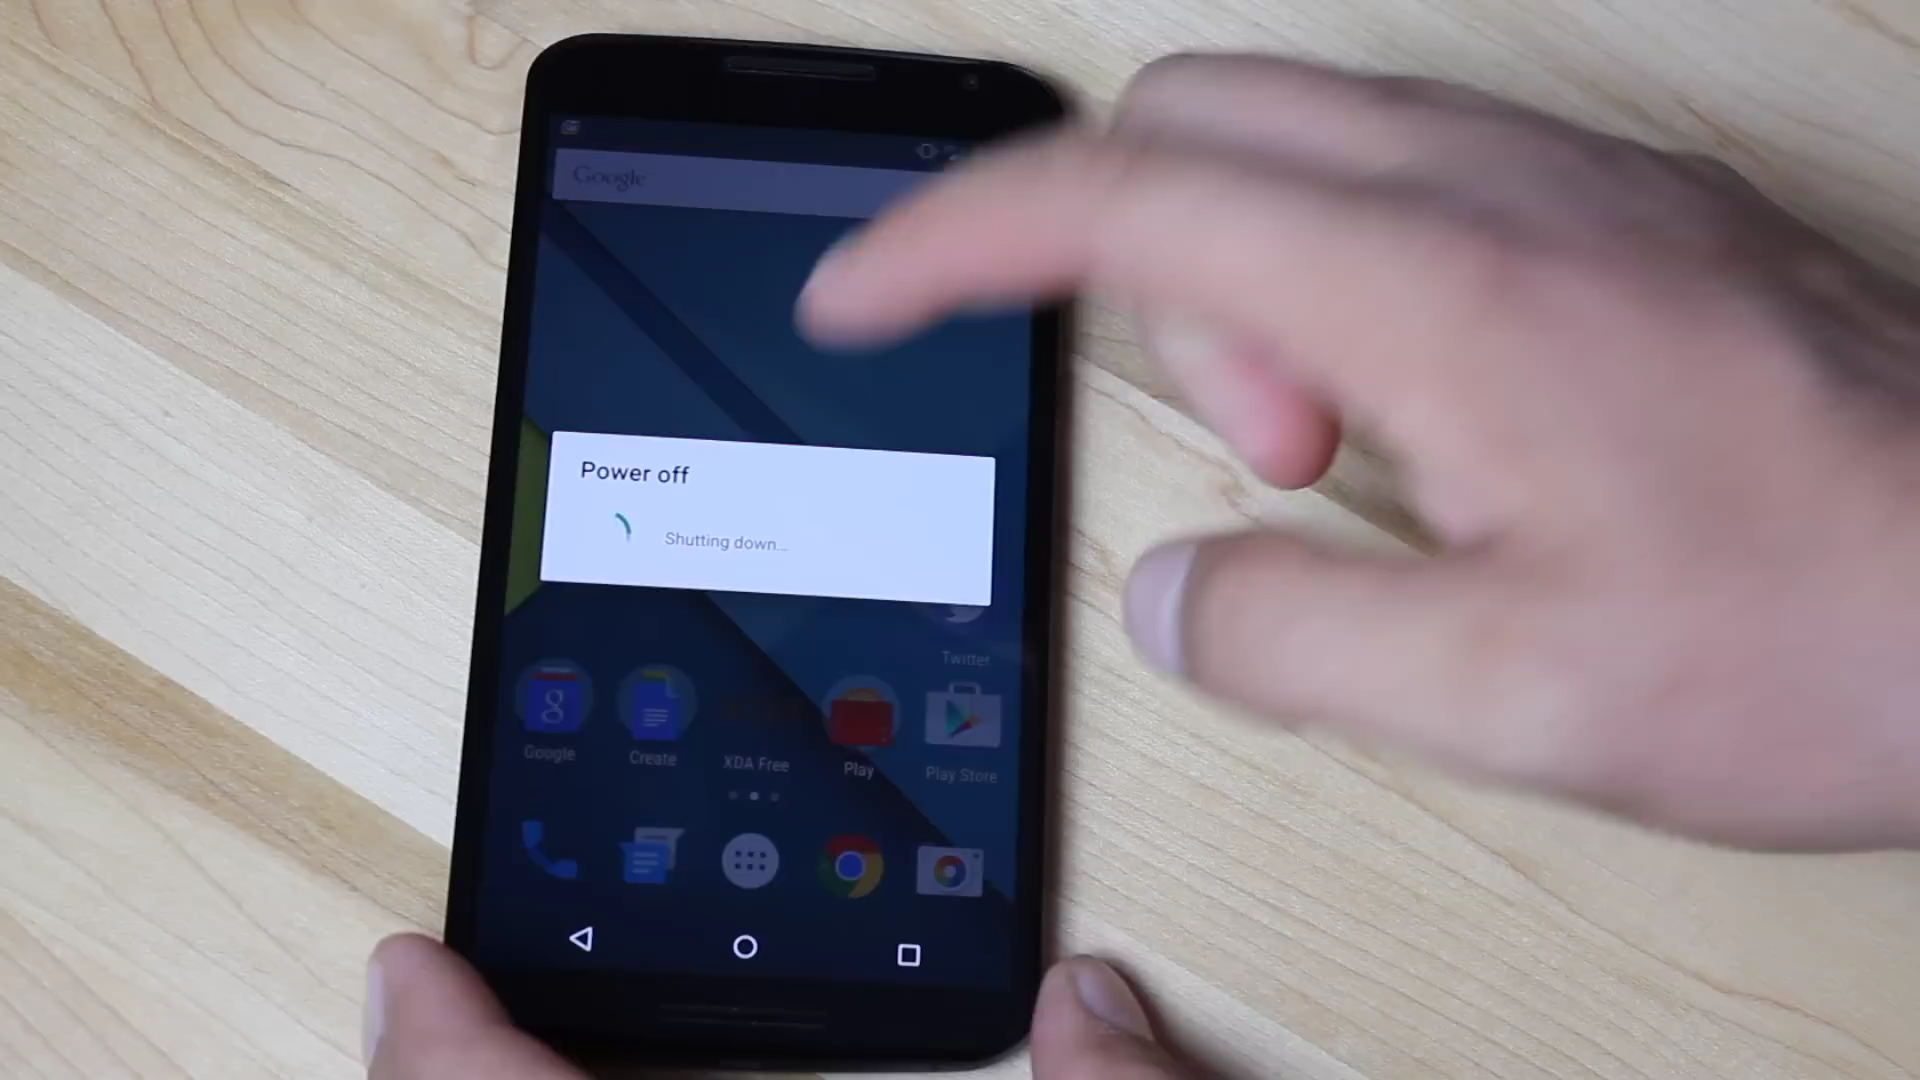 Google
Power off
Shutting down...
Twitter
Google
Create
XDA Free
Play
Play Store